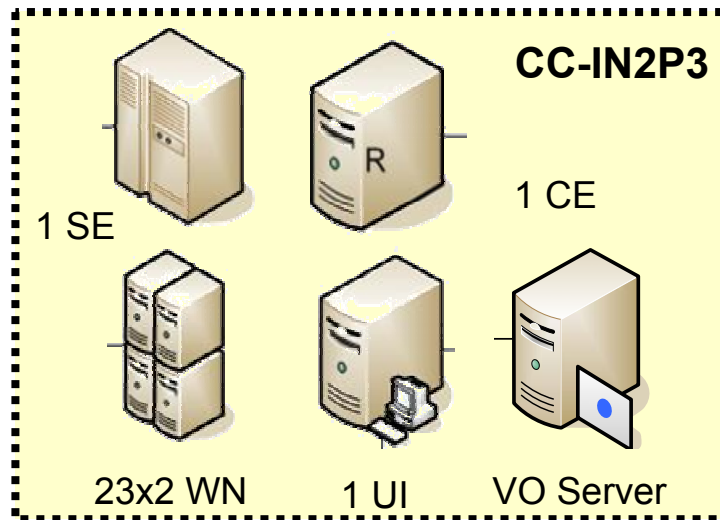 CC-IN2P3
R
1 SE
1 CE
23x2 WN
1 UI
VO Server